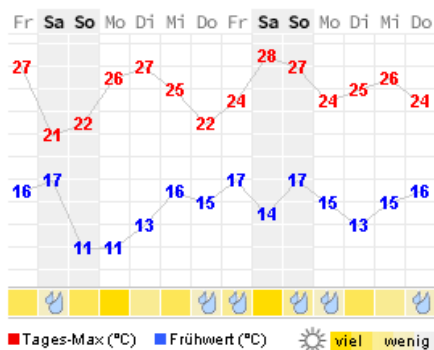 Fr Sa So Mo Di Mi Do Fr Sa So Mo Di Mi Do
27 21 22 26 27 25 22 24 28 27 24 25 26 24
16 17 11 11 13 16 15 17 14 17 15 13 15 16
Tages-Max (°C) Frühwert (°C) viel wenig